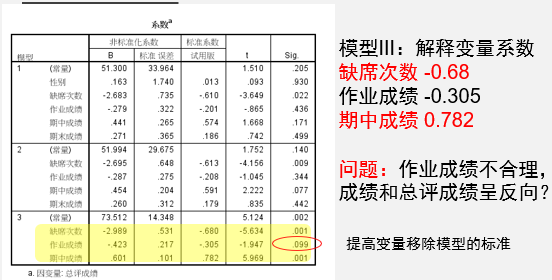 系数a
模型 非标准化系数 标准系数 t Sig.
B 标准 误差 试用版
1 (常量) 51.300 33.964 1.510 .205
性别 .163 1.740 .013 .093 .930
缺席次数 -2.683 .735 -.610 -3.649 .022
作业成绩 -.279 .322 -.201 -.865 .436
期中成绩 .441 .265 .574 1.668 .171
期末成绩 .271 .365 .186 .742 .499
2 (常量) 51.994 29.675 1.752 .140
缺席次数 -2.695 .648 -.613 -4.156 .009
作业成绩 -.287 .275 -.208 -1.045 .344
期中成绩 .454 .204 .591 2.222 .077
期末成绩 .260 .312 .179 .835 .442
3 (常量) 73.512 14.348 5.124 .002
缺席次数 -2.989 .531 -.680 -5.634 .001
作业成绩 -.423 .217 -.305 -1.947 .099
期中成绩 .601 .101 .782 5.969 .001
a. 因变量: 总评成绩
模型III：解释变量系数
缺席次数 -0.68
作业成绩 -0.305
期中成绩 0.782
问题：作业成绩不合理，
成绩和总评成绩呈反向？
提高变量移除模型的标准